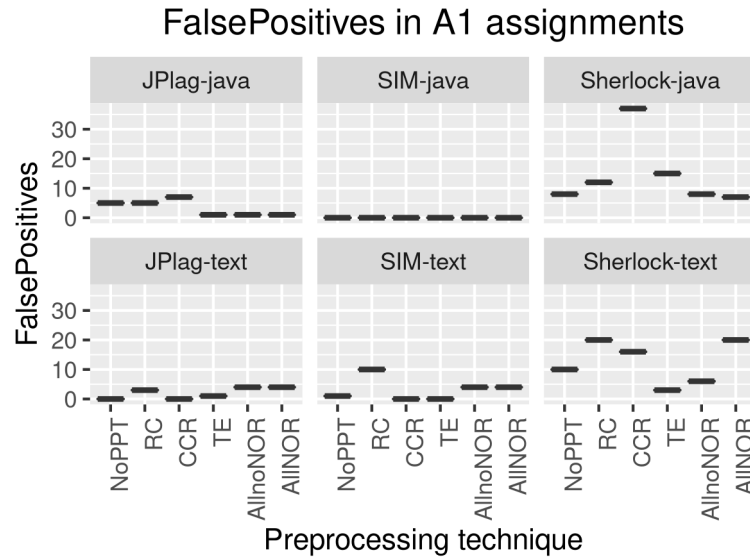 FalsePositives in A1 assignments
JPlag-java SIM-java Sherlock-java
30
20
10
0
JPlag-text SIM-text Sherlock-text
30
20
10
0
FalsePositives
NoPPT RC CCR TE AllnoNOR AllNOR NoPPT RC CCR TE AllnoNOR AllNOR NoPPT RC CCR TE AllnoNOR AllNOR
Preprocessing technique